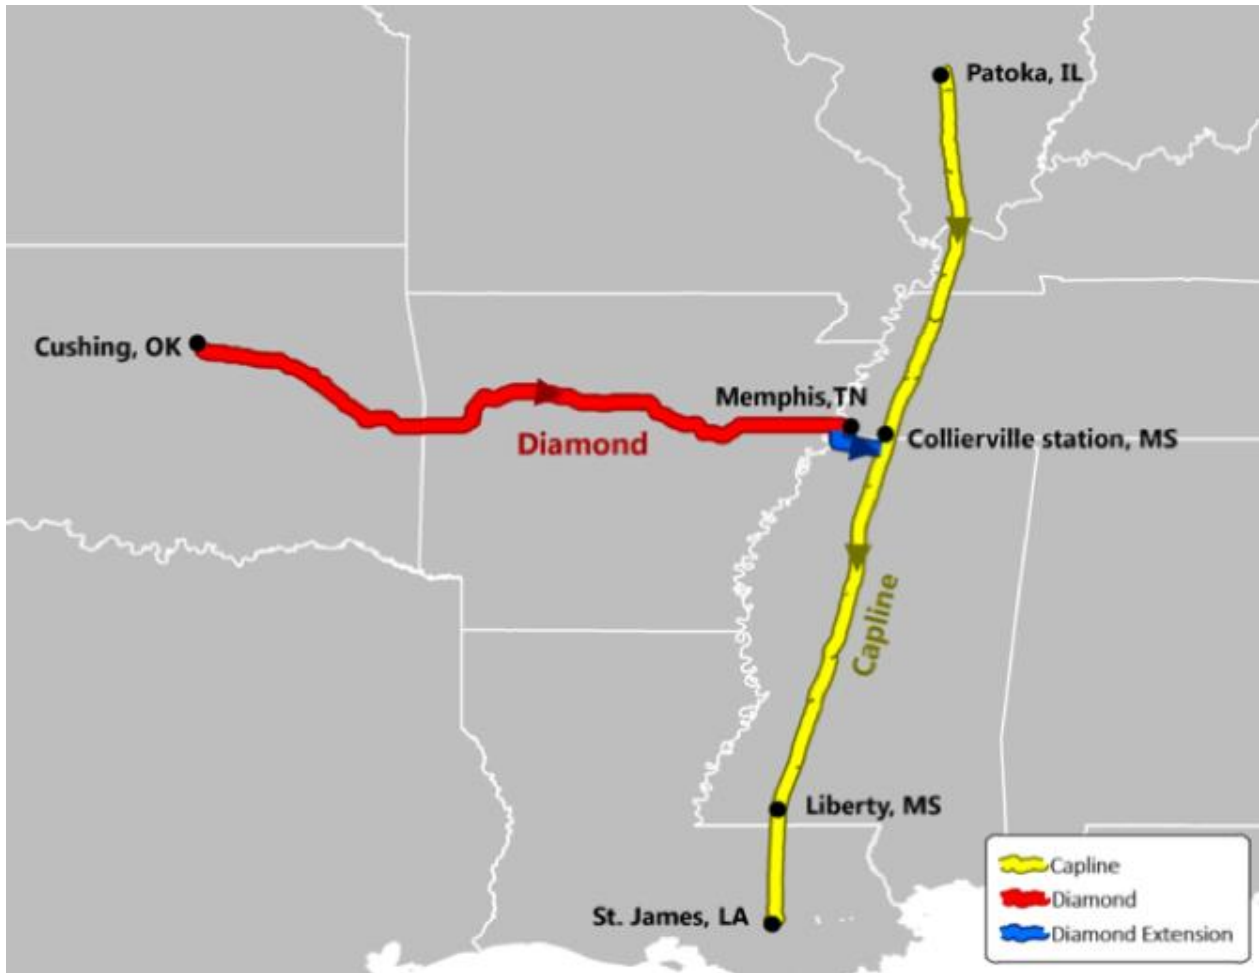 Patoka, IL
Cushing, OK
Memphis,TN
Diamond
Collierville station, MS
Capline
Liberty, MS
St. James, LA
Capline
Diamond
Diamond Extension